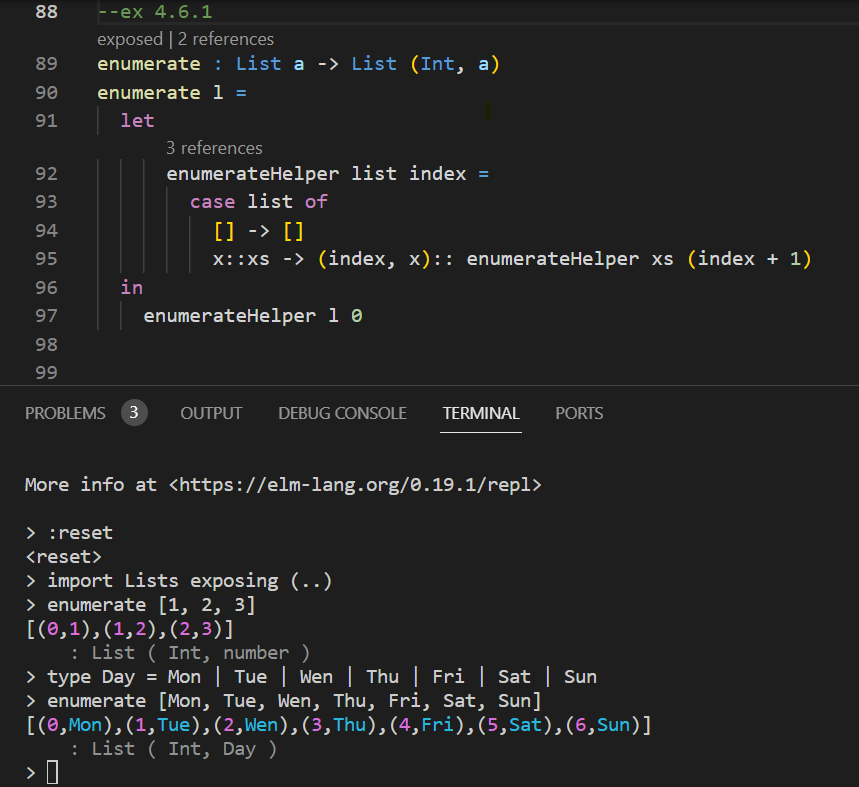 88 --ex 4.6.1
exposed | 2 references
89 enumerate : List a -> List (Int, a)
90 enumerate l =
91 let
3 references
92 enumerateHelper list index =
93 case list of
94 [] -> []
95 x::xs -> (index, x):: enumerateHelper xs (index + 1)
96 in
97 enumerateHelper l 0
98
99
PROBLEMS 3 OUTPUT DEBUG CONSOLE TERMINAL PORTS
More info at <https://elm-lang.org/0.19.1/repl>
> :reset
<reset>
> import Lists exposing (..)
> enumerate [1, 2, 3]
[(0,1),(1,2),(2,3)]
: List ( Int, number )
> type Day = Mon | Tue | Wen | Thu | Fri | Sat | Sun
> enumerate [Mon, Tue, Wen, Thu, Fri, Sat, Sun]
[(0,Mon),(1,Tue),(2,Wen),(3,Thu),(4,Fri),(5,Sat),(6,Sun)]
: List ( Int, Day )
>